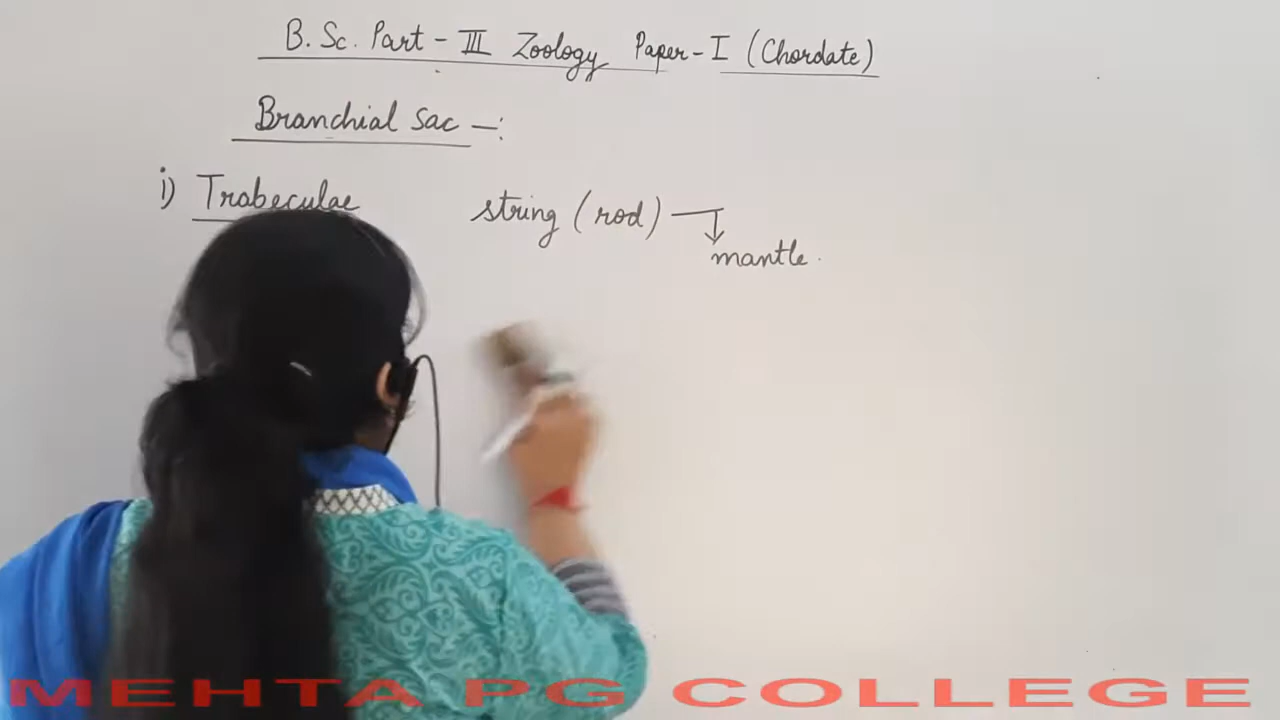 B. Sc. Part - III Zoology Paper - I (Chordate)
Branchial Sac -:
i) Trabeculae string (rod)
mantle.
MEHTA PG COLLEGE